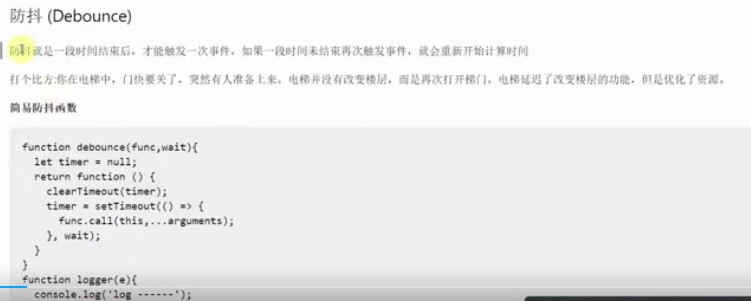 防抖 (Debounce)
防抖就是一段时间结束后，才能触发一次事件，如果一段时间未结束再次触发事件，就会重新开始计算时间
打个比方:你在电梯中，门快要关了，突然有人准备上来。电梯并没有改变楼层，而是再次打开梯门。电梯延迟了改变楼层的功能，但是优化了资源。
简易防抖函数
function debounce(func,wait){
let timer = null;
return function () {
clearTimeout(timer);
timer = setTimeout(() => {
func.call(this,...arguments);
}, wait);
}
}
function logger(e){
console.log('log ------');